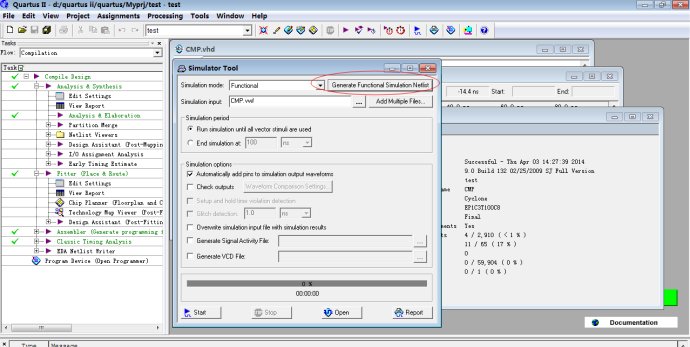 Quartus II - d:/quartus ii/quartus/Myprj/test - test
File Edit View Project Assignments Processing Tools Window Help
test
Tasks
Flow: Compilation
Task
Compile Design
Analysis & Synthesis
Edit Settings
View Report
Analysis & Elaboration
Partition Merge
Netlist Viewers
Design Assistant (Post-Mapping
I/O Assignment Analysis
Early Timing Estimate
Fitter (Place & Route)
Edit Settings
View Report
Chip Planner (Floorplan and C
Technology Map Viewer (Post-F
Design Assistant (Post-Fitting
Assembler (Generate programming f
Classic Timing Analysis
EDA Netlist Writer
Program Device (Open Programmer)
CMP.vhd
Simulator Tool
Simulation mode: Functional Generate Functional Simulation Netlist
Simulation input: CMP.vwf ... Add Multiple Files...
Simulation period
Run simulation until all vector stimuli are used
End simulation at: 100 ns
Simulation options
Automatically add pins to simulation output waveforms
Check outputs Waveform Comparison Settings...
Setup and hold time violation detection
Glitch detection: 1.0 ns
Overwrite simulation input file with simulation results
Generate Signal Activity File: ...
Generate VCD File: ...
0 %
00:00:00
Start Stop Open Report
-14.4 ns Start: End:
Successful - Thu Apr 03 14:27:39 2014
9.0 Build 132 02/25/2009 SJ Full Version
test
Name CMP
Cyclone
EP1C3T100C8
Final
ments Yes
ents 4 / 2,910 ( < 1 % )
11 / 65 ( 17 % )
0
0 / 59,904 ( 0 % )
0 / 1 ( 0 % )
Documentation
Type Message